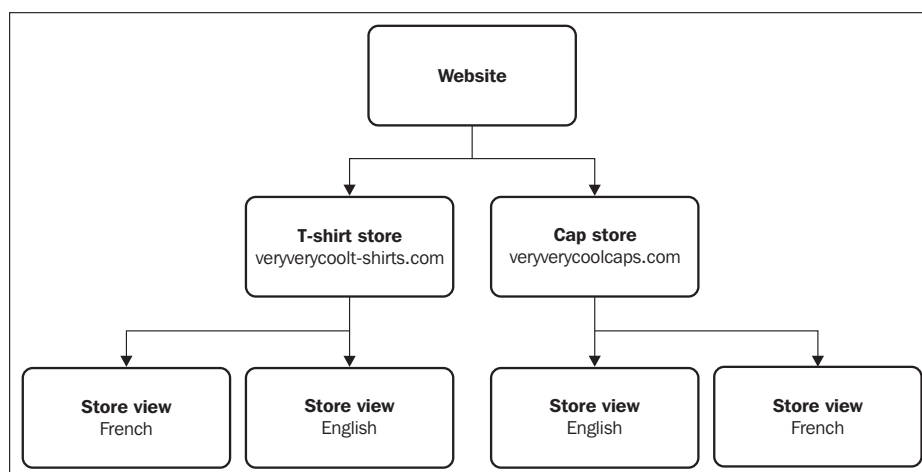 Website
T-shirt store
veryverycoolt-shirts.com
Cap store
veryverycoolcaps.com
Store view
French
Store view
English
Store view
English
Store view
French